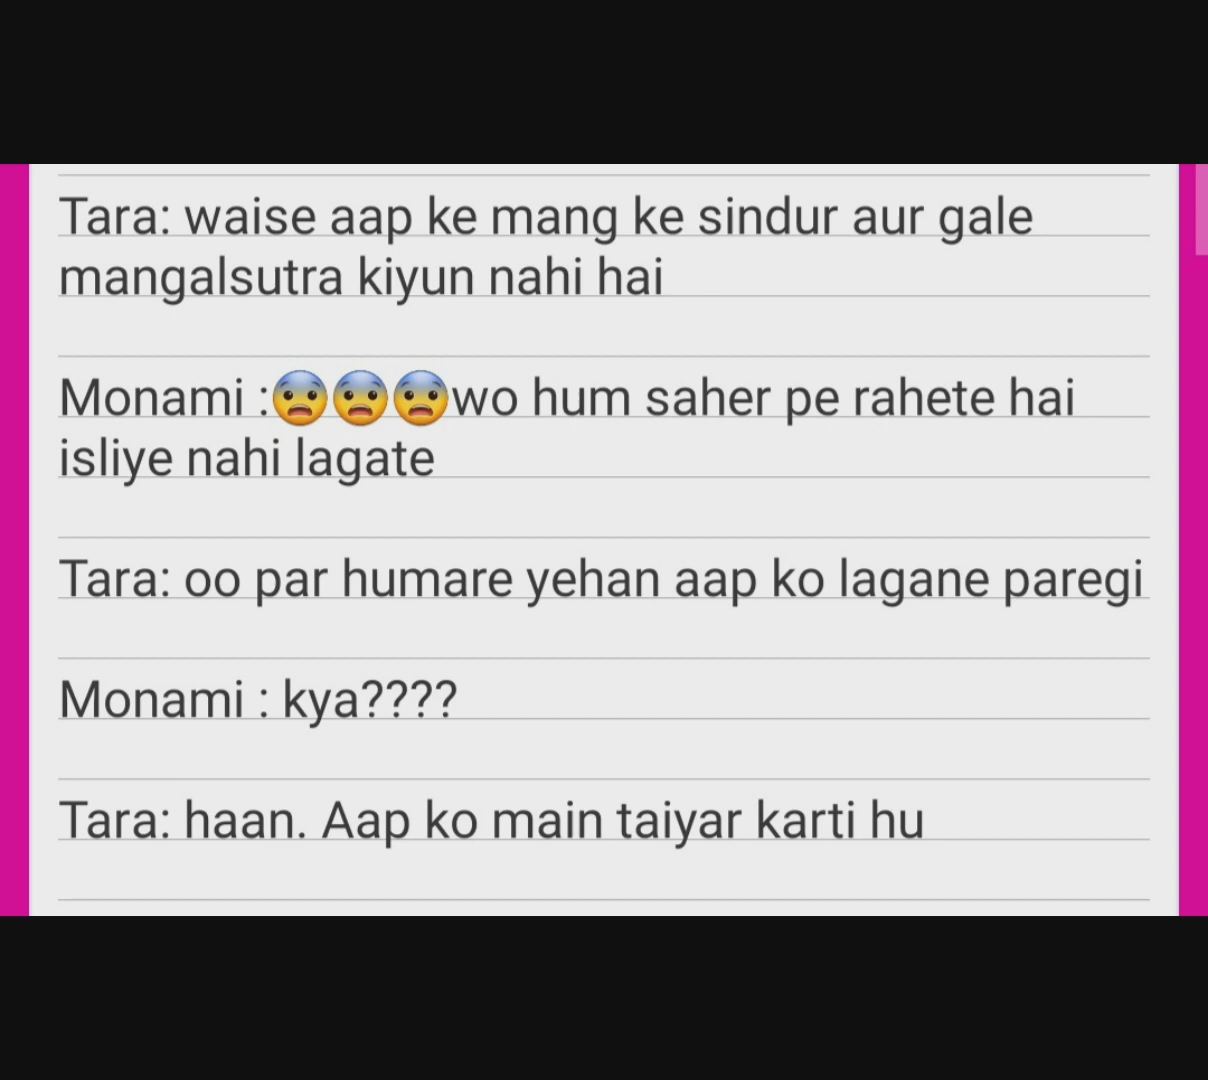 Tara: waise aap ke mang ke sindur aur gale
mangalsutra kiyun nahi hai
Monami :😨😨😨wo hum saher pe rahete hai
isliye nahi lagate
Tara: oo par humare yehan aap ko lagane paregi
Monami : kya????
Tara: haan. Aap ko main taiyar karti hu